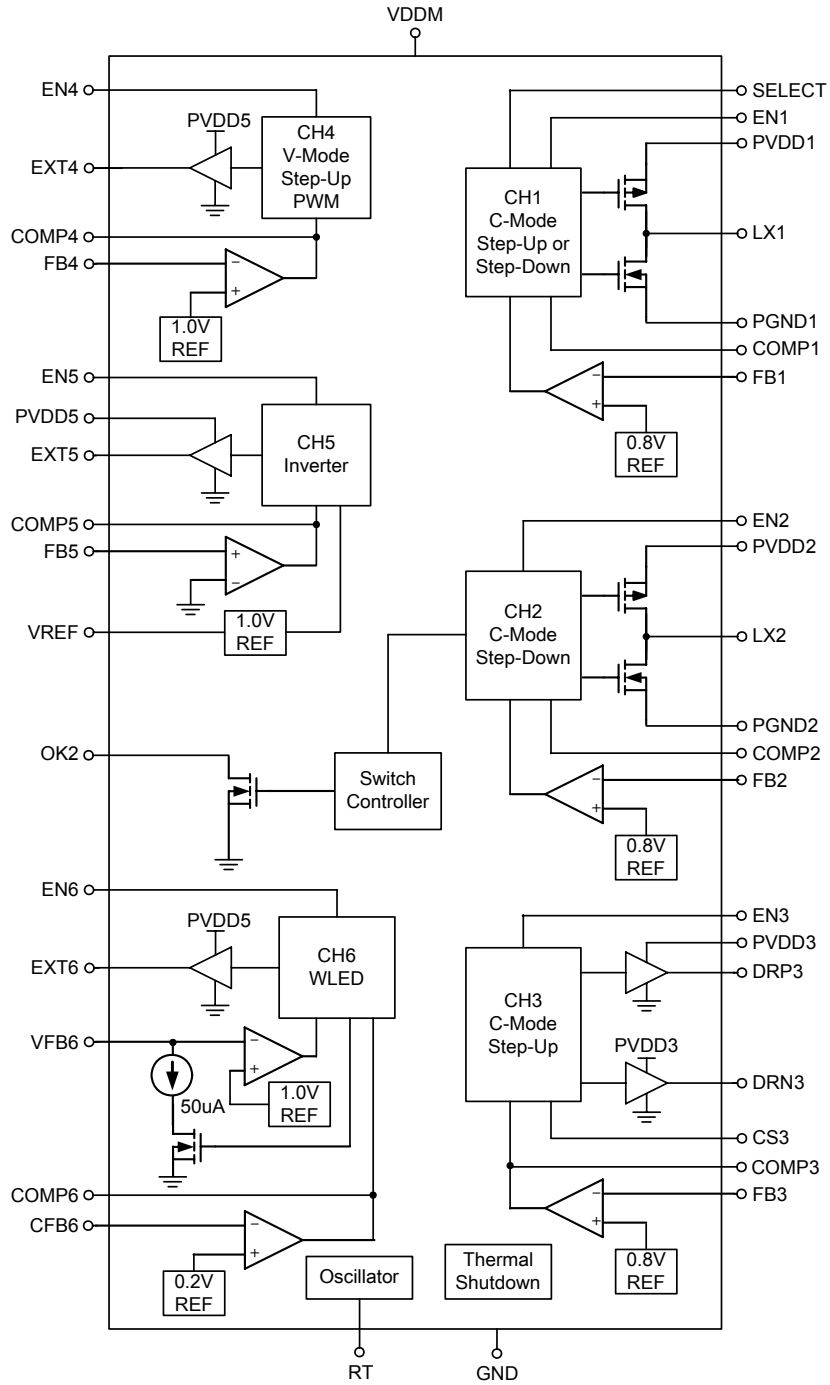 VDDM
EN4
PVDD5
EXT4
CH4
V-Mode
Step-Up
PWM
COMP4
FB4
−
+
1.0V
REF
EN5
PVDD5
EXT5
CH5
Inverter
COMP5
FB5
+
−
VREF
1.0V
REF
OK2
Switch
Controller
EN6
PVDD5
EXT6
CH6
WLED
VFB6
−
+
50uA
1.0V
REF
COMP6
CFB6
−
+
0.2V
REF
Oscillator
Thermal
Shutdown
RT
GND
SELECT
EN1
PVDD1
CH1
C-Mode
Step-Up or
Step-Down
LX1
PGND1
COMP1
FB1
−
+
0.8V
REF
EN2
PVDD2
CH2
C-Mode
Step-Down
LX2
PGND2
COMP2
FB2
−
+
0.8V
REF
EN3
PVDD3
DRP3
CH3
C-Mode
Step-Up
PVDD3
DRN3
CS3
COMP3
FB3
−
+
0.8V
REF